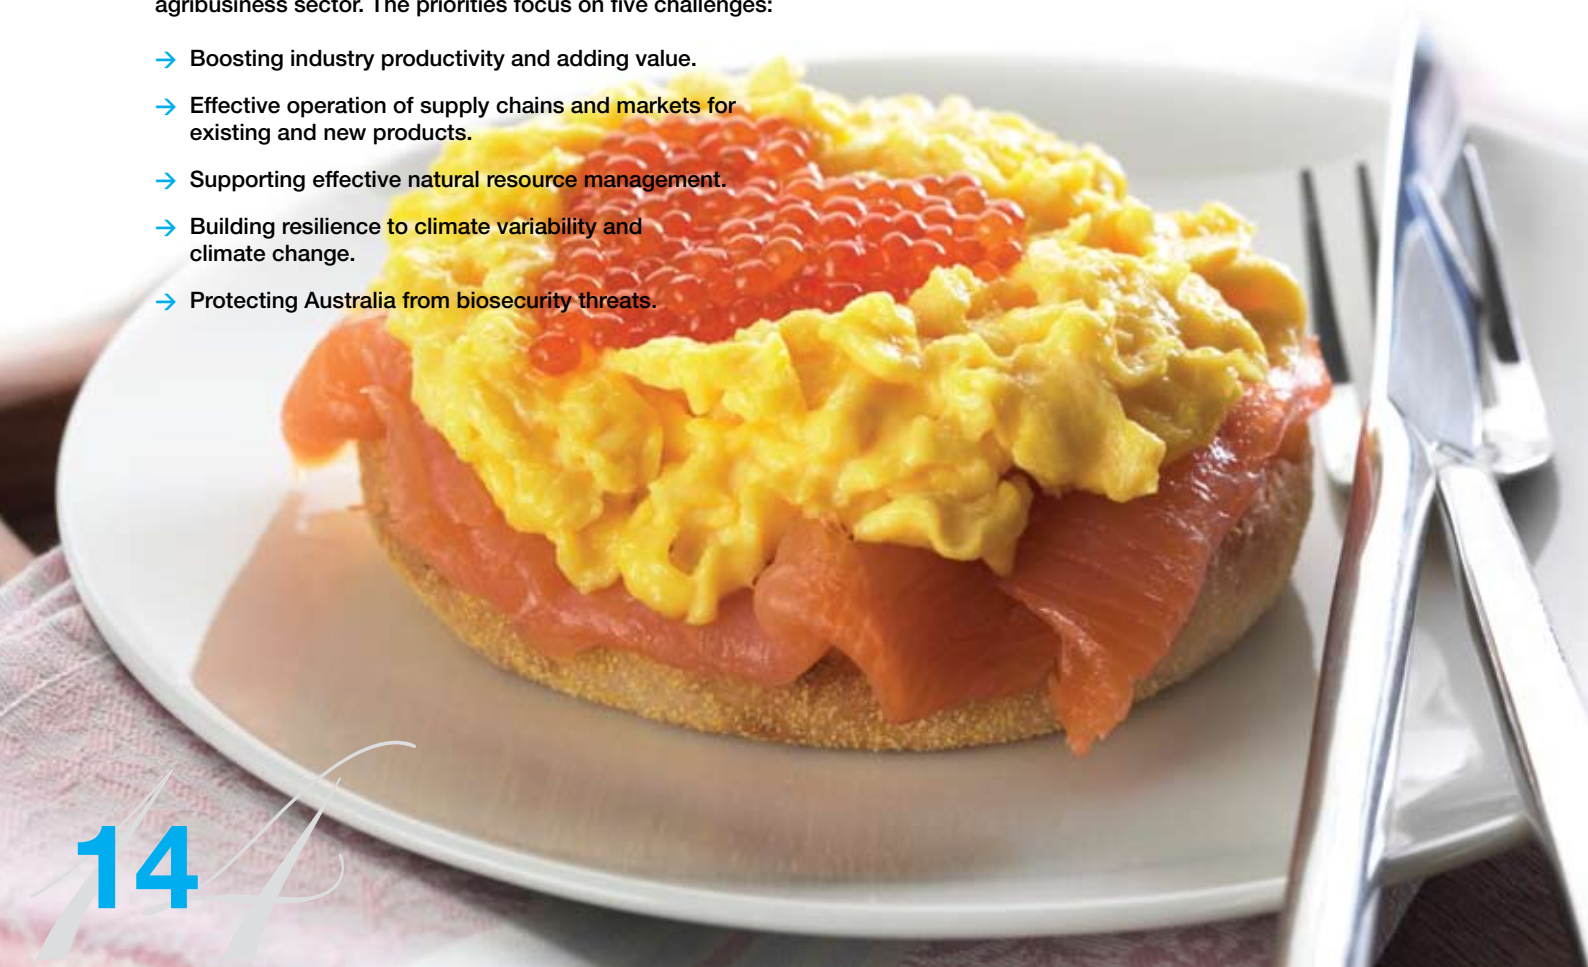 agribusiness sector. The priorities focus on five challenges:
→ Boosting industry productivity and adding value.
→ Effective operation of supply chains and markets for
existing and new products.
→ Supporting effective natural resource management.
→ Building resilience to climate variability and
climate change.
→ Protecting Australia from biosecurity threats.
14
14